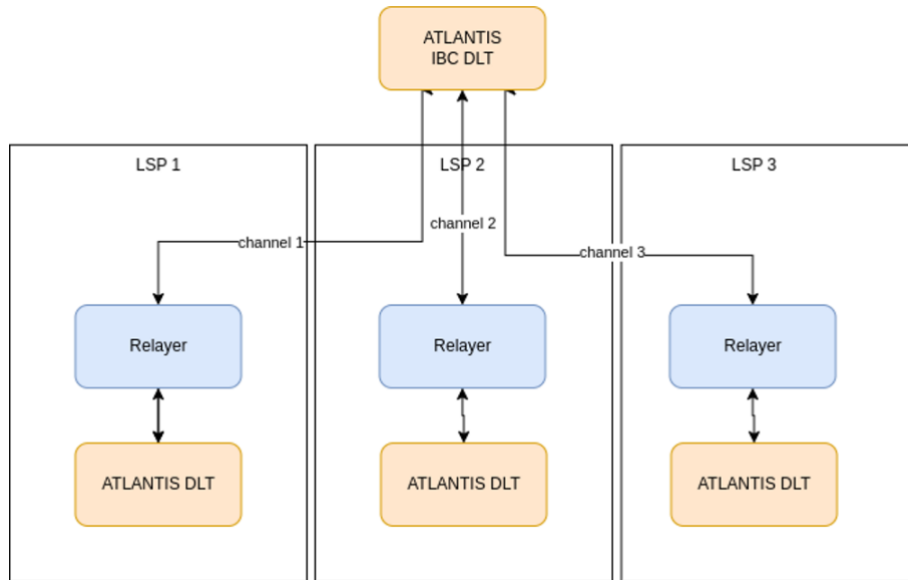 ATLANTIS
IBC DLT
LSP 1
LSP 2
LSP 3
channel 1
channel 2
channel 3
Relayer
Relayer
Relayer
ATLANTIS DLT
ATLANTIS DLT
ATLANTIS DLT